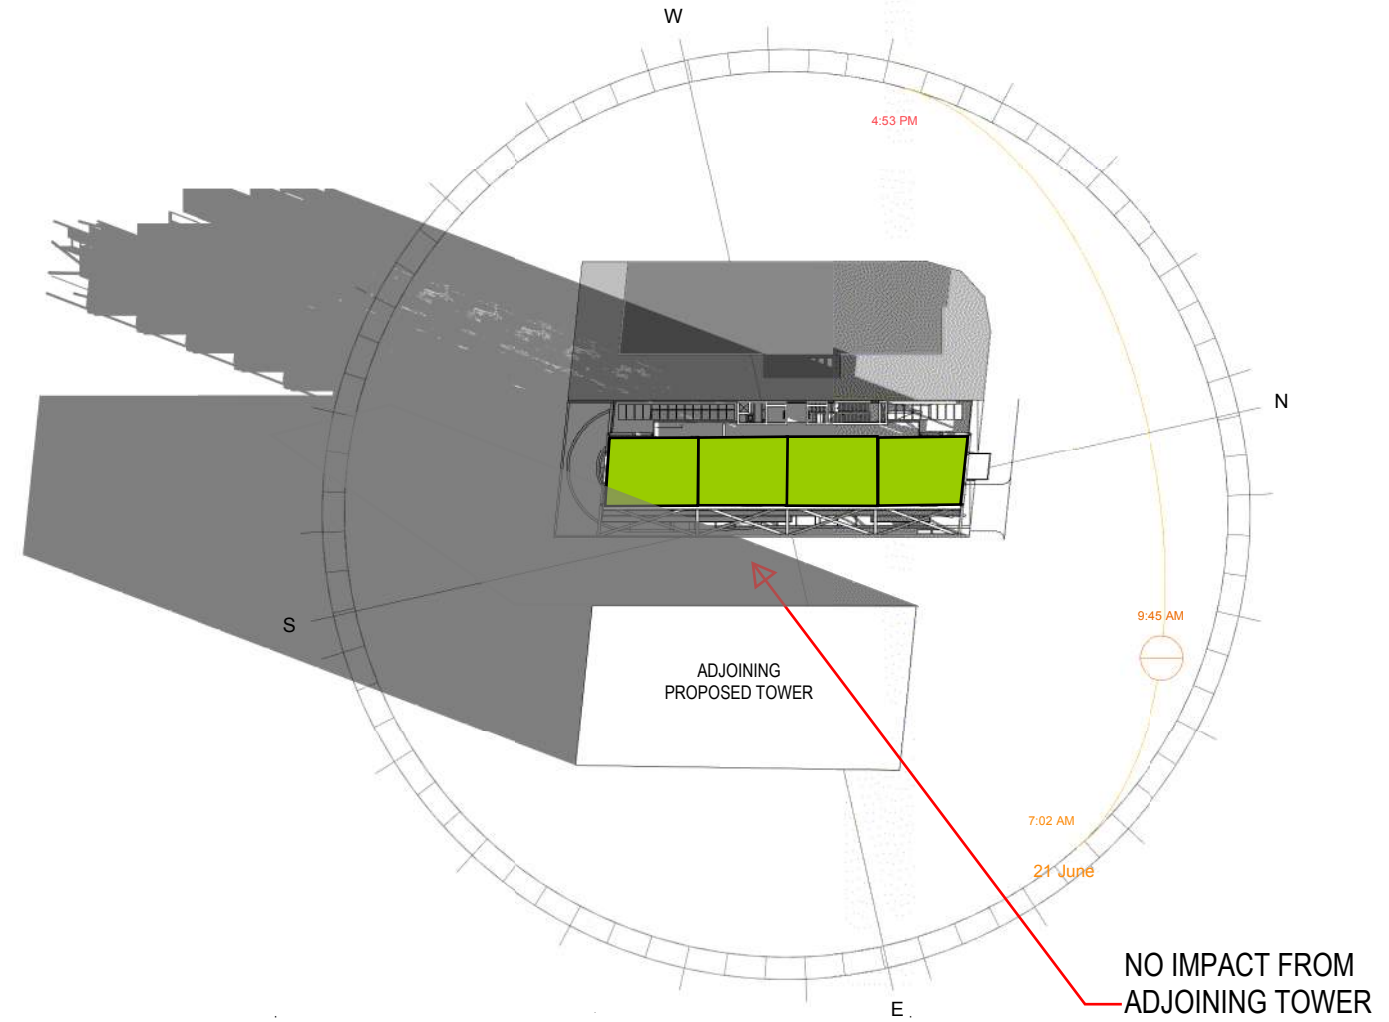 W
4:53 PM
N
9:45 AM
S
ADJOINING
PROPOSED TOWER
7:02 AM
21 June
NO IMPACT FROM
ADJOINING TOWER
E